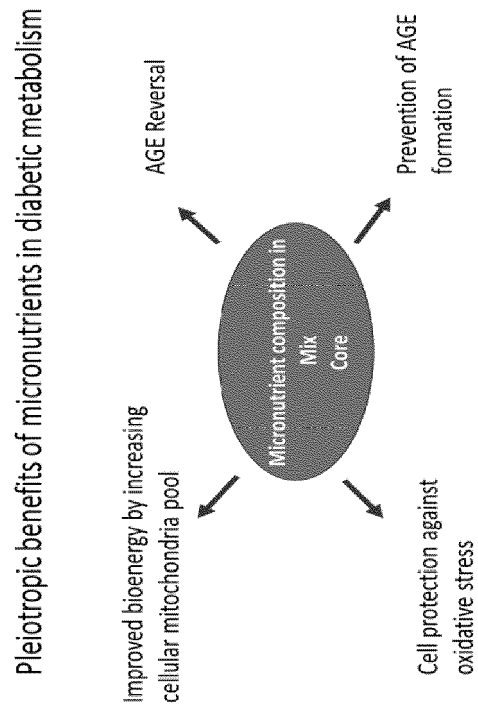 Pleiotropic benefits of micronutrients in diabetic metabolism
Improved bioenergy by increasing
cellular mitochondria pool
AGE Reversal
Micronutrient composition in
Mix
Core
Cell protection against
oxidative stress
Prevention of AGE
formation